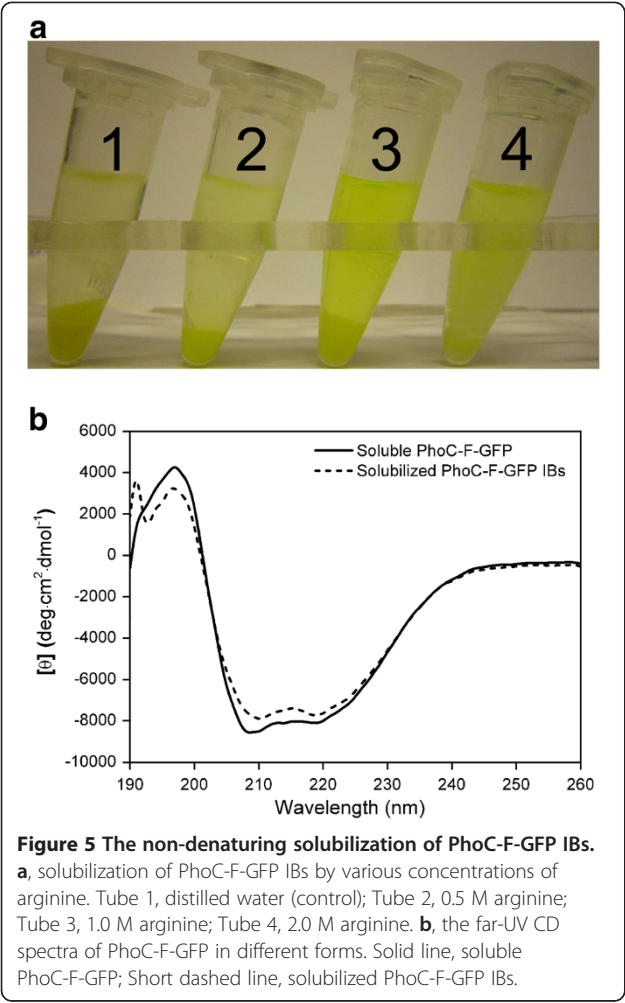 a
1 2 3 4
b
6000
4000
2000
0
-2000
-4000
-6000
-8000
-10000
[θ] (deg·cm²·dmol⁻¹)
Soluble PhoC-F-GFP
Solubilized PhoC-F-GFP IBs
190 200 210 220 230 240 250 260
Wavelength (nm)
Figure 5 The non-denaturing solubilization of PhoC-F-GFP IBs.
a, solubilization of PhoC-F-GFP IBs by various concentrations of
arginine. Tube 1, distilled water (control); Tube 2, 0.5 M arginine;
Tube 3, 1.0 M arginine; Tube 4, 2.0 M arginine. b, the far-UV CD
spectra of PhoC-F-GFP in different forms. Solid line, soluble
PhoC-F-GFP; Short dashed line, solubilized PhoC-F-GFP IBs.